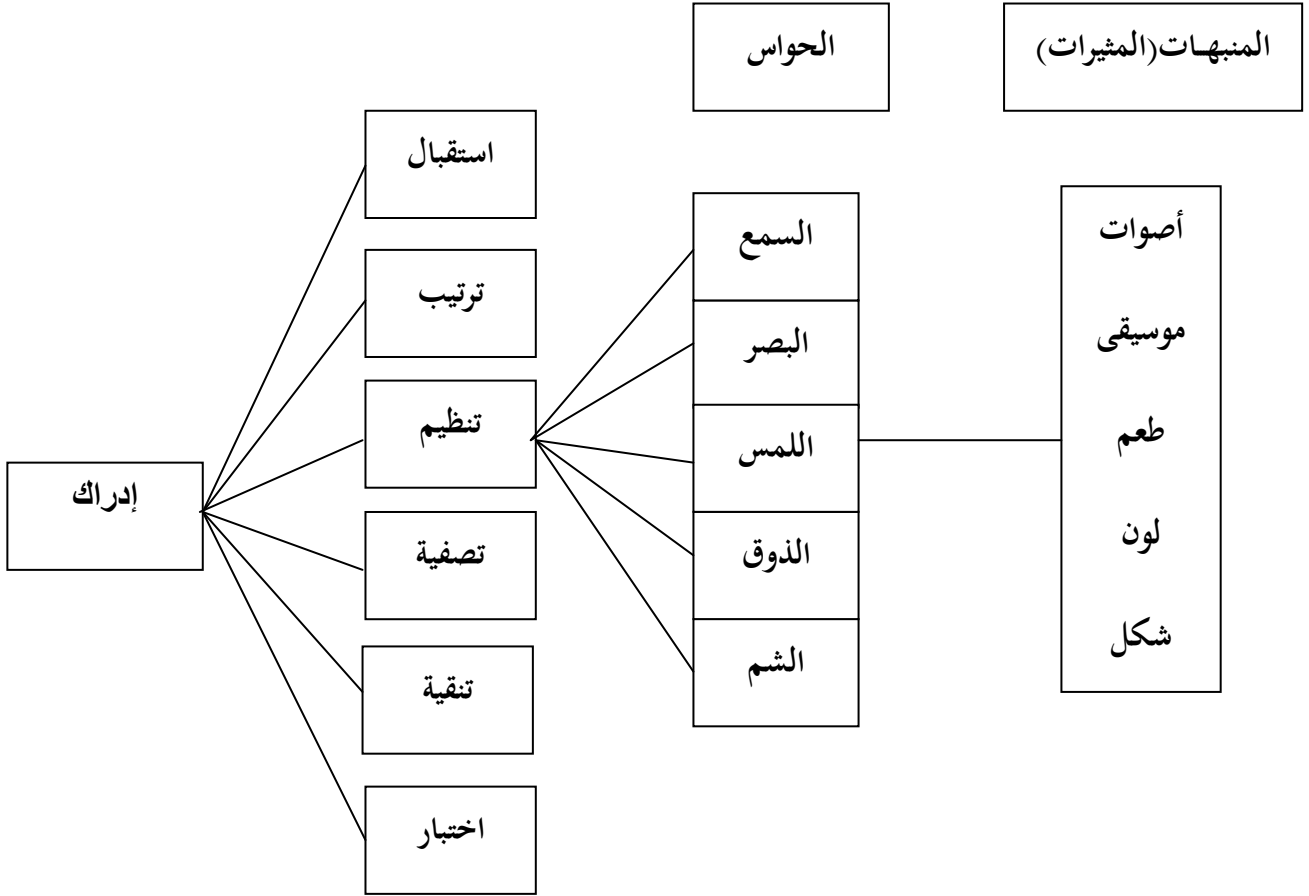 المنبهات(المثيرات)
الحواس
أصوات
موسيقى
طعم
لون
شكل
السمع
البصر
اللمس
الذوق
الشم
استقبال
ترتيب
تنظيم
تصفية
تنقية
اختبار
إدراك